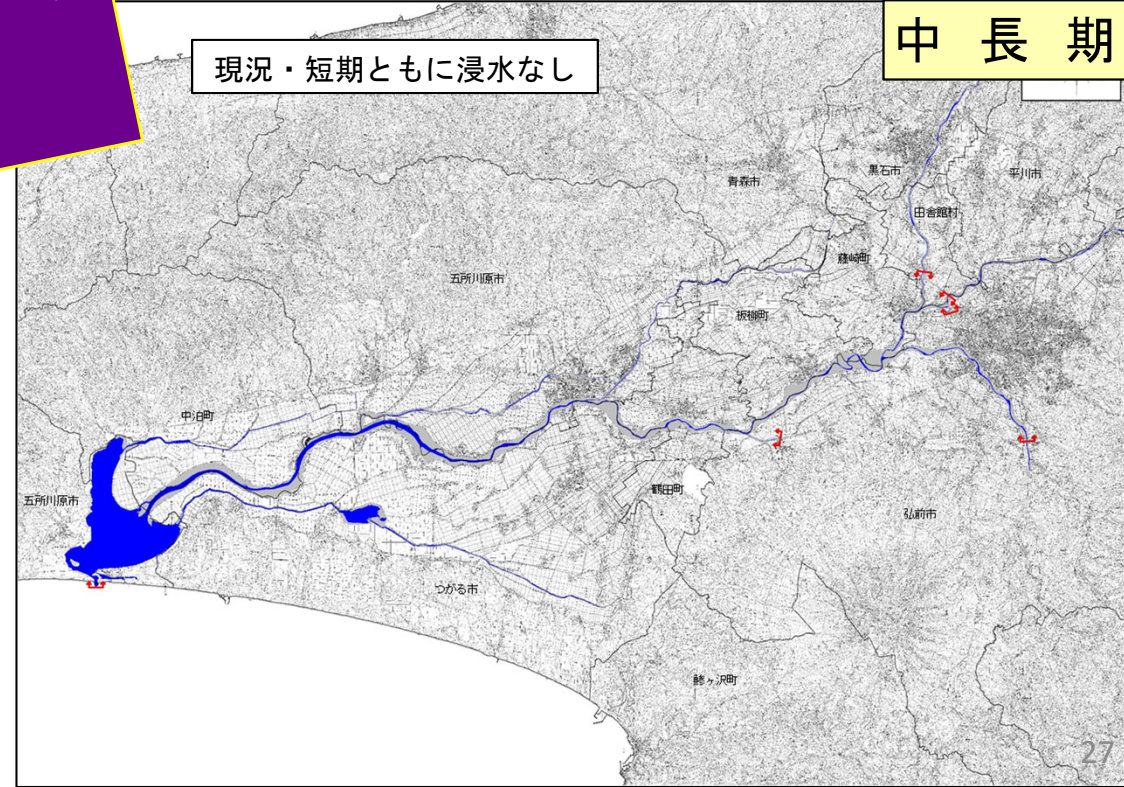 中長期
現況・短期ともに浸水なし
青森市
黒石市
平川市
田舎館村
藤崎町
五所川原市
板柳町
中泊町
五所川原市
鶴田町
弘前市
つがる市
鰺ヶ沢町
27